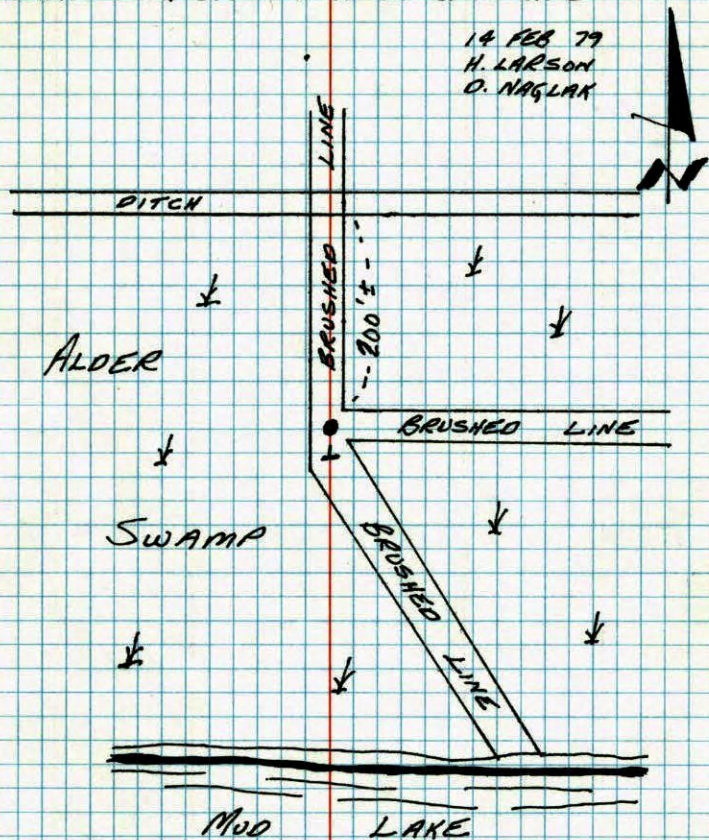 14 FEB 79
H. LARSON
D. NAGLAK
LINE
DITCH
BRUSHED
200'±
ALDER
BRUSHED LINE
SWAMP
BRUSHED LINE
N
MUD LAKE